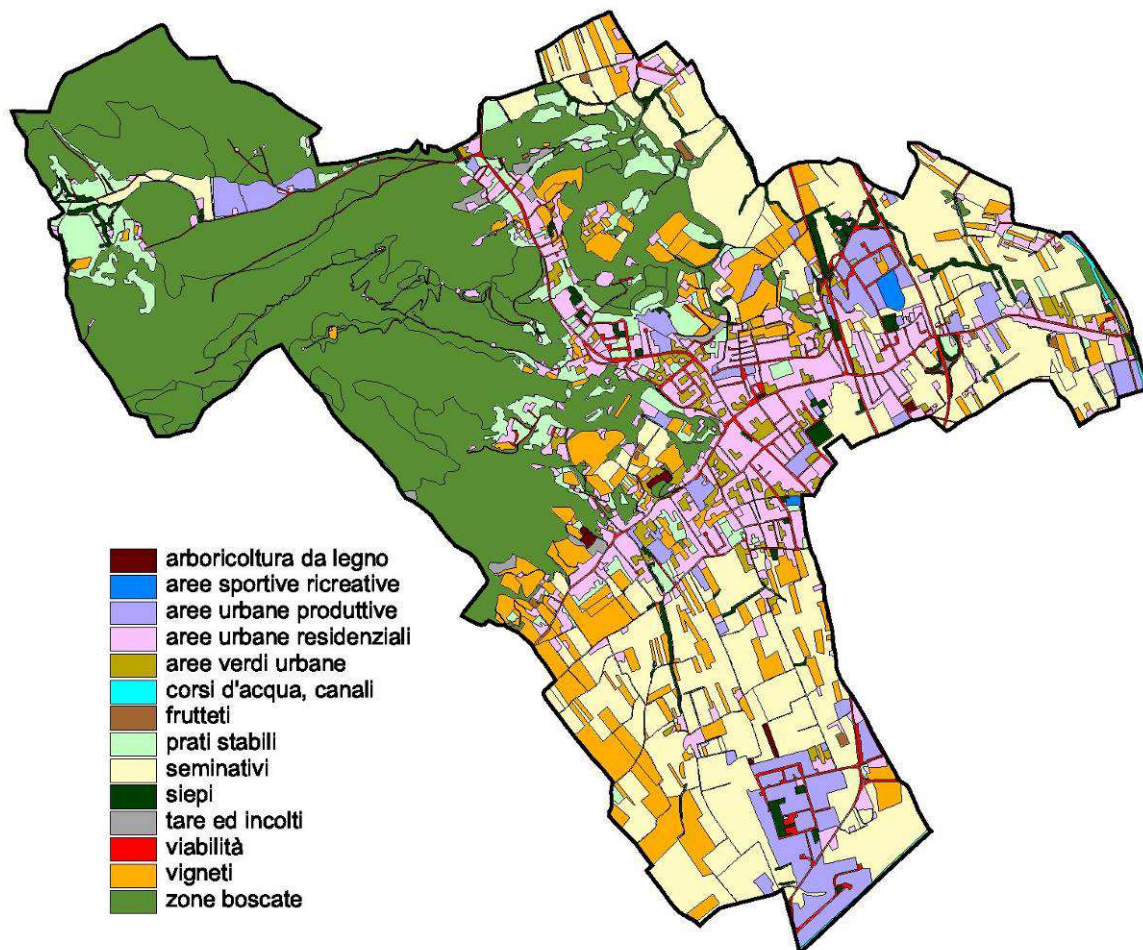 arboricoltura da legno
aree sportive ricreative
aree urbane produttive
aree urbane residenziali
aree verdi urbane
corsi d'acqua, canali
frutteti
prati stabili
seminativi
siepi
tare ed incolti
viabilità
vigneti
zone boscate